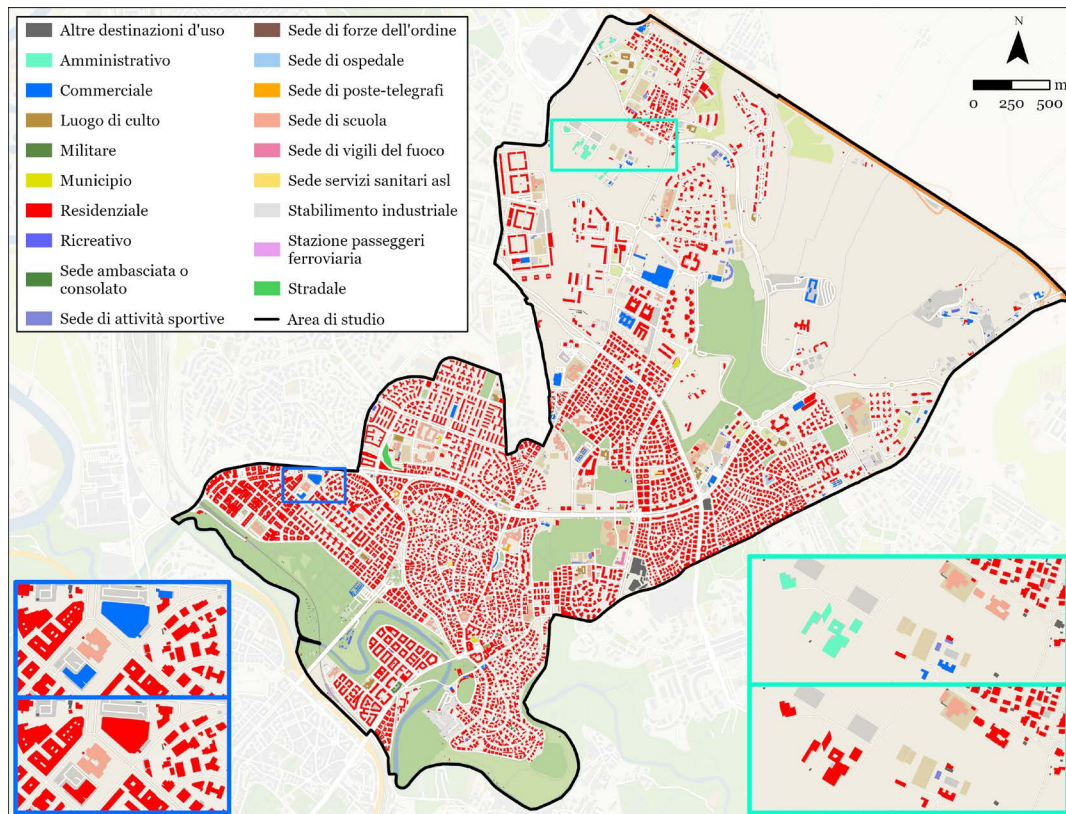 Altre destinazioni d'uso
Amministrativo
Commerciale
Luogo di culto
Militare
Municipio
Residenziale
Ricreativo
Sede ambasciata o
consolato
Sede di attività sportive
Sede di forze dell'ordine
Sede di ospedale
Sede di poste-telegrafi
Sede di scuola
Sede di vigili del fuoco
Sede servizi sanitari asl
Stabilimento industriale
Stazione passeggeri
ferroviaria
Stradale
Area di studio
N
m
0 250 500